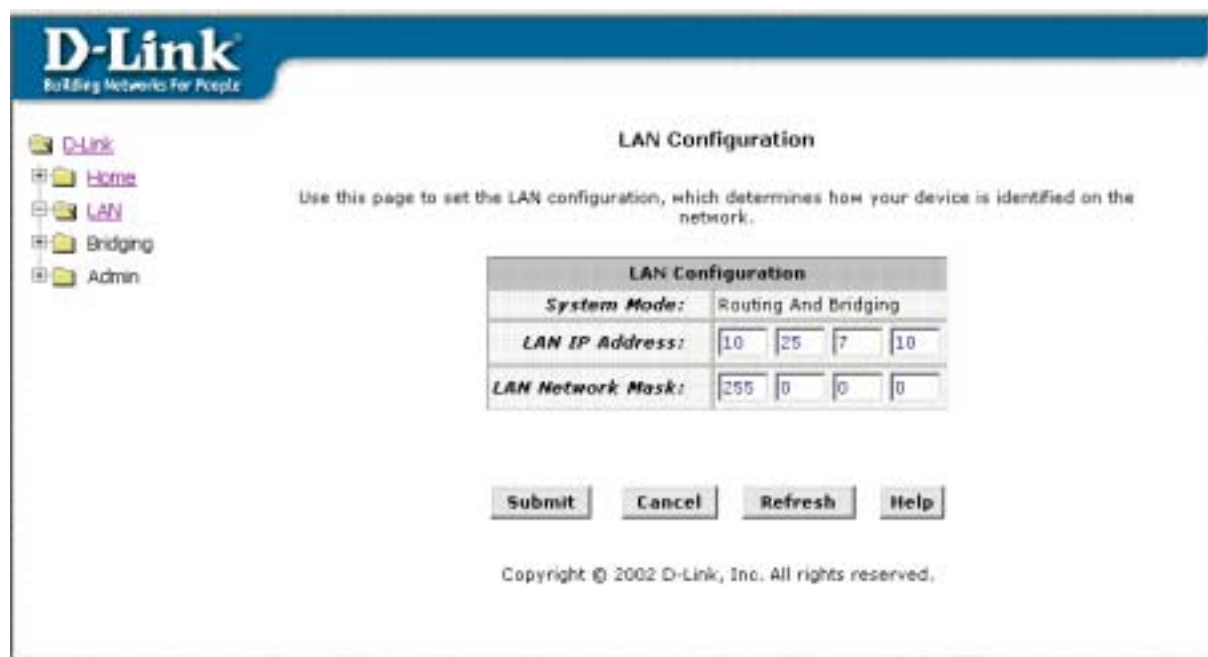 D-Link
Building Networks For People
D-Link
Home
LAN
Bridging
Admin
LAN Configuration
Use this page to set the LAN configuration, which determines how your device is identified on the
network.
LAN Configuration
System Mode: Routing And Bridging
LAN IP Address: 10 25 7 10
LAN Network Mask: 255 0 0 0
Submit Cancel Refresh Help
Copyright © 2002 D-Link, Inc. All rights reserved.